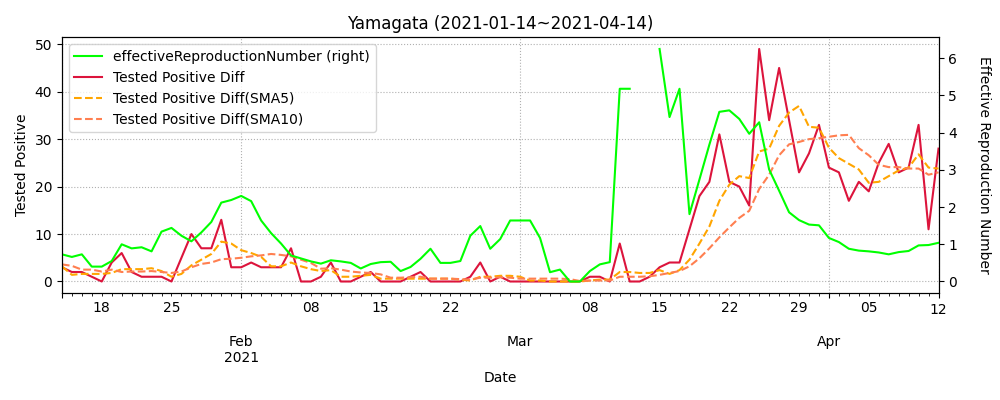 Yamagata (2021-01-14~2021-04-14)
effectiveReproductionNumber (right)
Tested Positive Diff
Tested Positive Diff(SMA5)
Tested Positive Diff(SMA10)
Tested Positive
50
40
30
20
10
0
Effective Reproduction Number
6
5
4
3
2
1
0
18 25 08 15 22 08 15 22 29 05 12
Feb Mar Apr
2021
Date